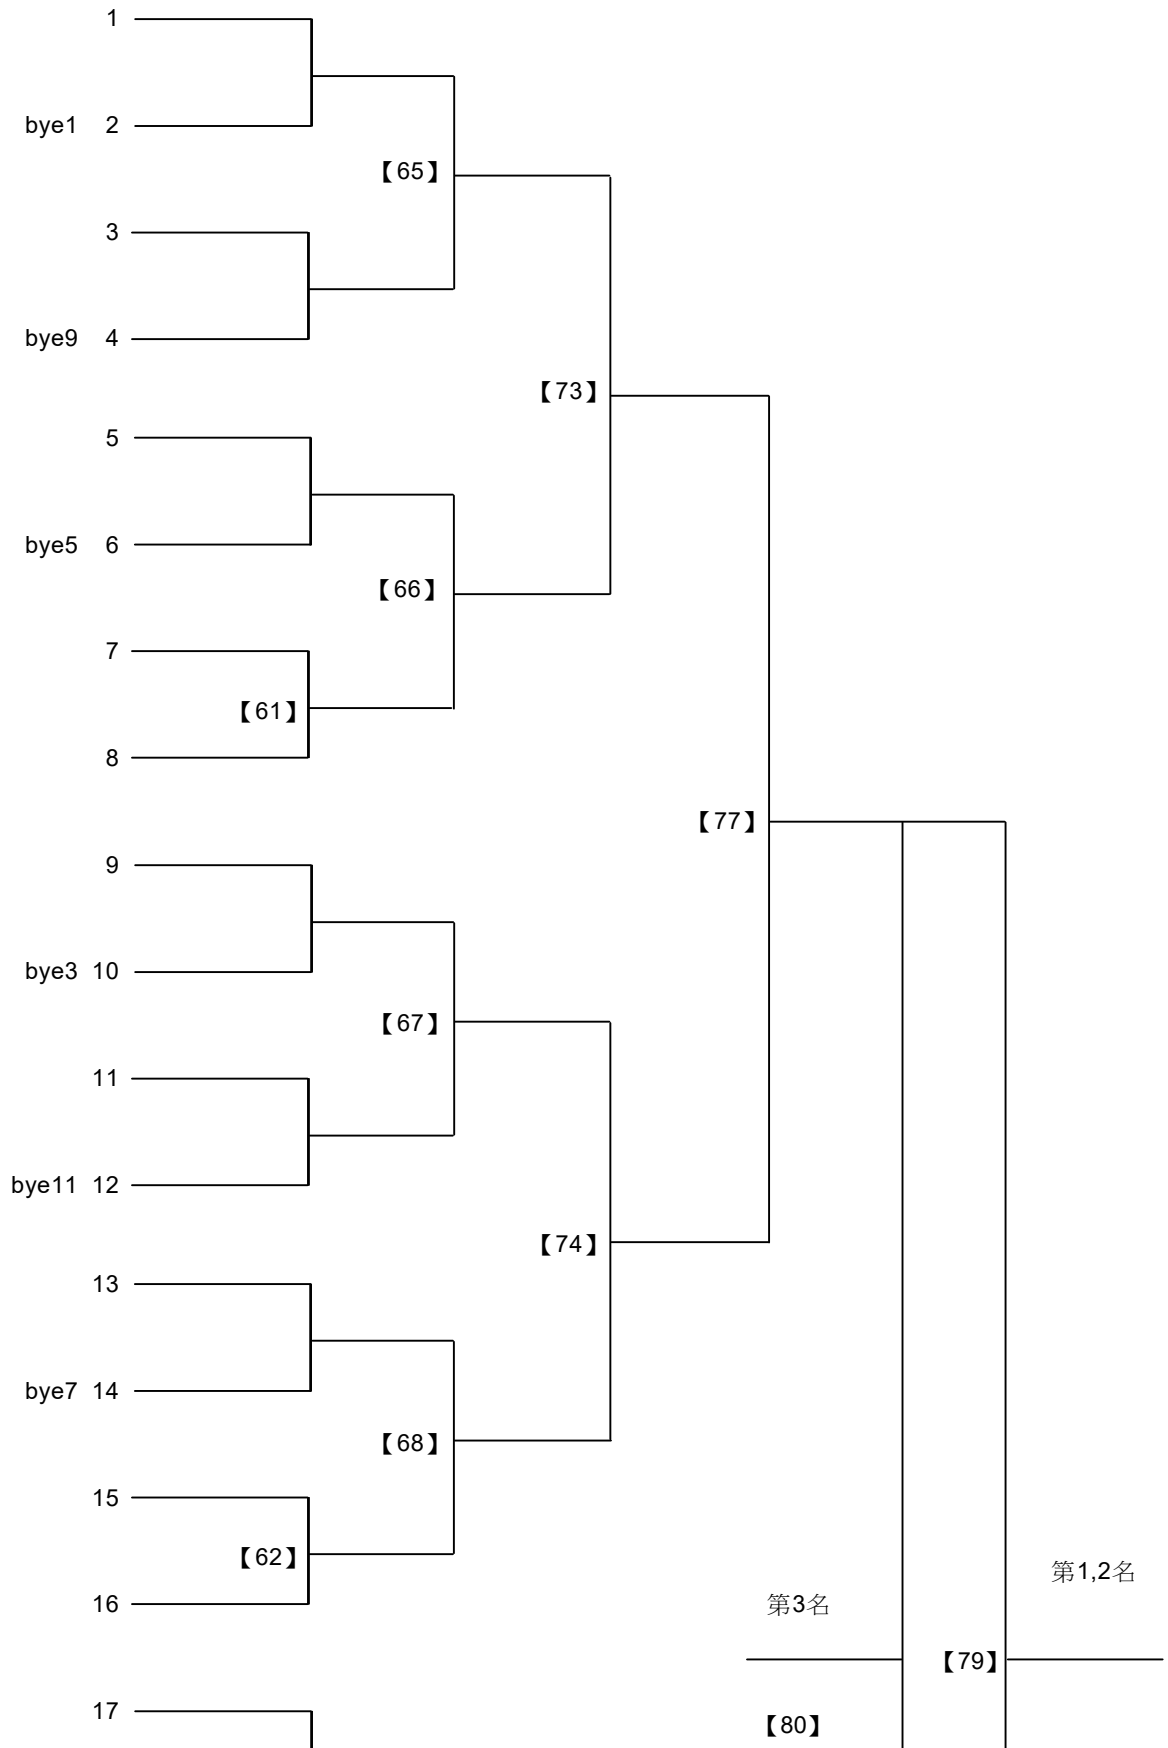 1
bye1 2
【65】
3
bye9 4
【73】
5
bye5 6
【66】
7
【61】
8
【77】
9
bye3 10
【67】
11
bye11 12
【74】
13
bye7 14
【68】
15
【62】
第1,2名
16
第3名
【79】
17
【80】